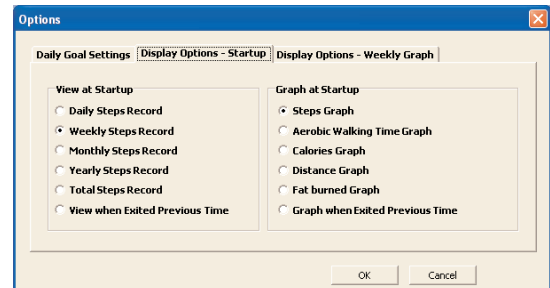 Options
Daily Goal Settings Display Options - Startup Display Options - Weekly Graph
View at Startup
Daily Steps Record
Weekly Steps Record
Monthly Steps Record
Yearly Steps Record
Total Steps Record
View when Exited Previous Time
Graph at Startup
Steps Graph
Aerobic Walking Time Graph
Calories Graph
Distance Graph
Fat burned Graph
Graph when Exited Previous Time
OK Cancel